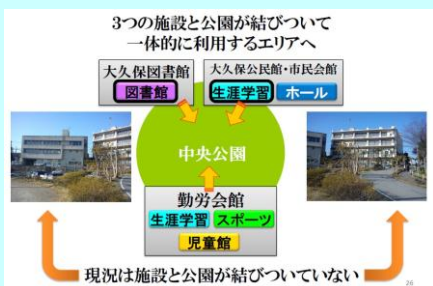 3つの施設と公園が結びついて
一体的に利用するエリアへ
大久保図書館
図書館
大久保公民館・市民会館
生涯学習 ホール
中央公園
勤労会館
生涯学習 スポーツ
児童館
現況は施設と公園が結びついていない
26